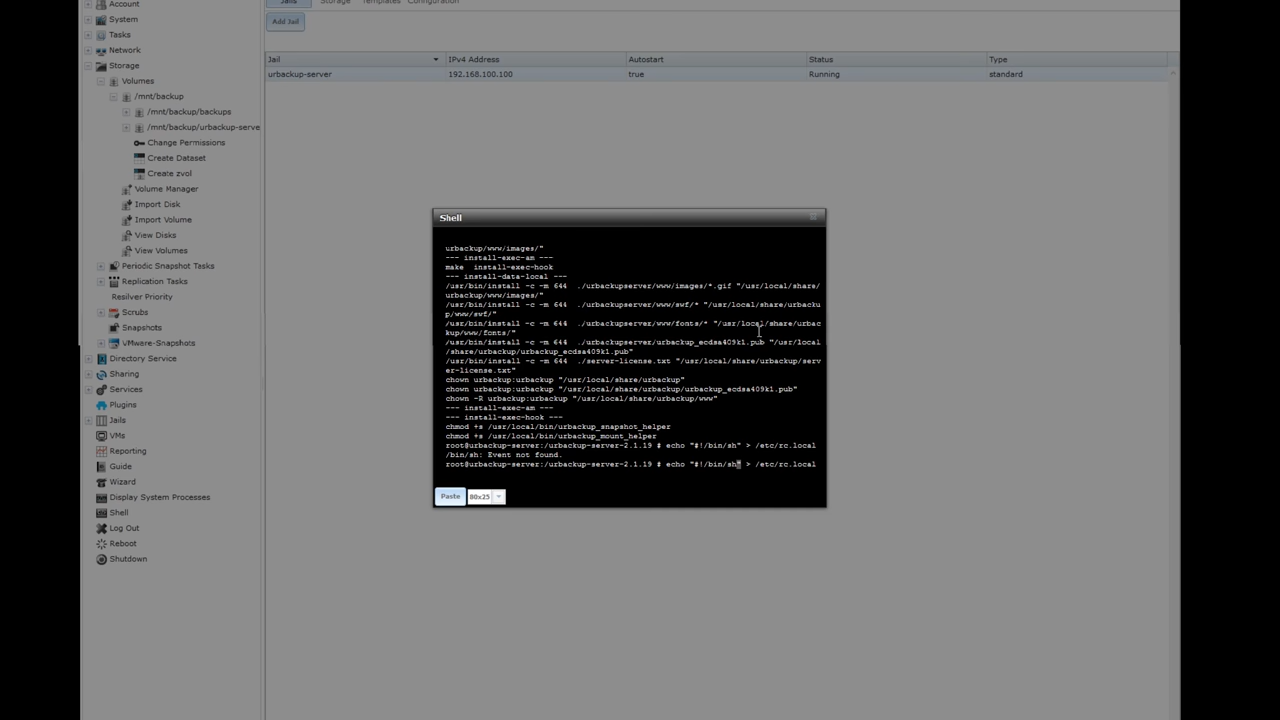 Account
System
Tasks
Network
Storage
Volumes
/mnt/backup
/mnt/backup/backups
/mnt/backup/urbackup-serve
Change Permissions
Create Dataset
Create zvol
Volume Manager
Import Disk
Import Volume
View Disks
View Volumes
Periodic Snapshot Tasks
Replication Tasks
Resilver Priority
Scrubs
Snapshots
VMware-Snapshots
Directory Service
Sharing
Services
Plugins
Jails
VMs
Reporting
Guide
Wizard
Display System Processes
Shell
Log Out
Reboot
Shutdown
Jails Storage Templates Configuration
Add Jail
Jail IPv4 Address Autostart Status Type
urbackup-server 192.168.100.100 true Running standard
Shell
urbackup/www/images/"
--- install-exec-am ---
make  install-exec-hook
--- install-data-local ---
/usr/bin/install -c -m 644  ./urbackupserver/www/images/*.gif "/usr/local/share/
urbackup/www/images/"
/usr/bin/install -c -m 644  ./urbackupserver/www/swf/* "/usr/local/share/urbacku
p/www/swf/"
/usr/bin/install -c -m 644  ./urbackupserver/www/fonts/* "/usr/local/share/urbac
kup/www/fonts/"
/usr/bin/install -c -m 644  ./urbackupserver/urbackup_ecdsa409k1.pub "/usr/local
/share/urbackup/urbackup_ecdsa409k1.pub"
/usr/bin/install -c -m 644  ./server-license.txt "/usr/local/share/urbackup/serv
er-license.txt"
chown urbackup:urbackup "/usr/local/share/urbackup"
chown urbackup:urbackup "/usr/local/share/urbackup/urbackup_ecdsa409k1.pub"
chown -R urbackup:urbackup "/usr/local/share/urbackup/www"
--- install-exec-am ---
--- install-exec-hook ---
chmod +s /usr/local/bin/urbackup_snapshot_helper
chmod +s /usr/local/bin/urbackup_mount_helper
root@urbackup-server:/urbackup-server-2.1.19 # echo "#!/bin/sh" > /etc/rc.local
/bin/sh: Event not found.
root@urbackup-server:/urbackup-server-2.1.19 # echo "#!/bin/sh" > /etc/rc.local
Paste 80x25